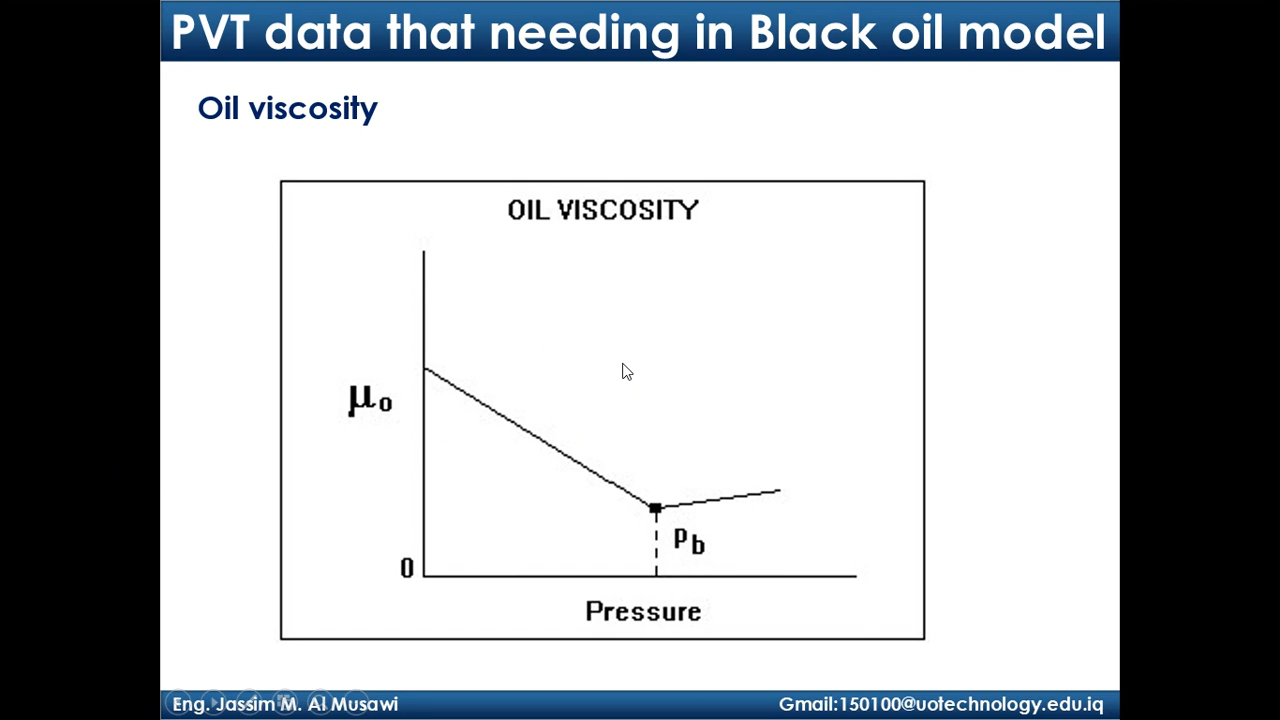 PVT data that needing in Black oil model
Oil viscosity
OIL VISCOSITY
μo
Pb
0
Pressure
Eng. Jassim M. Al Musawi
Gmail:150100@uotechnology.edu.iq